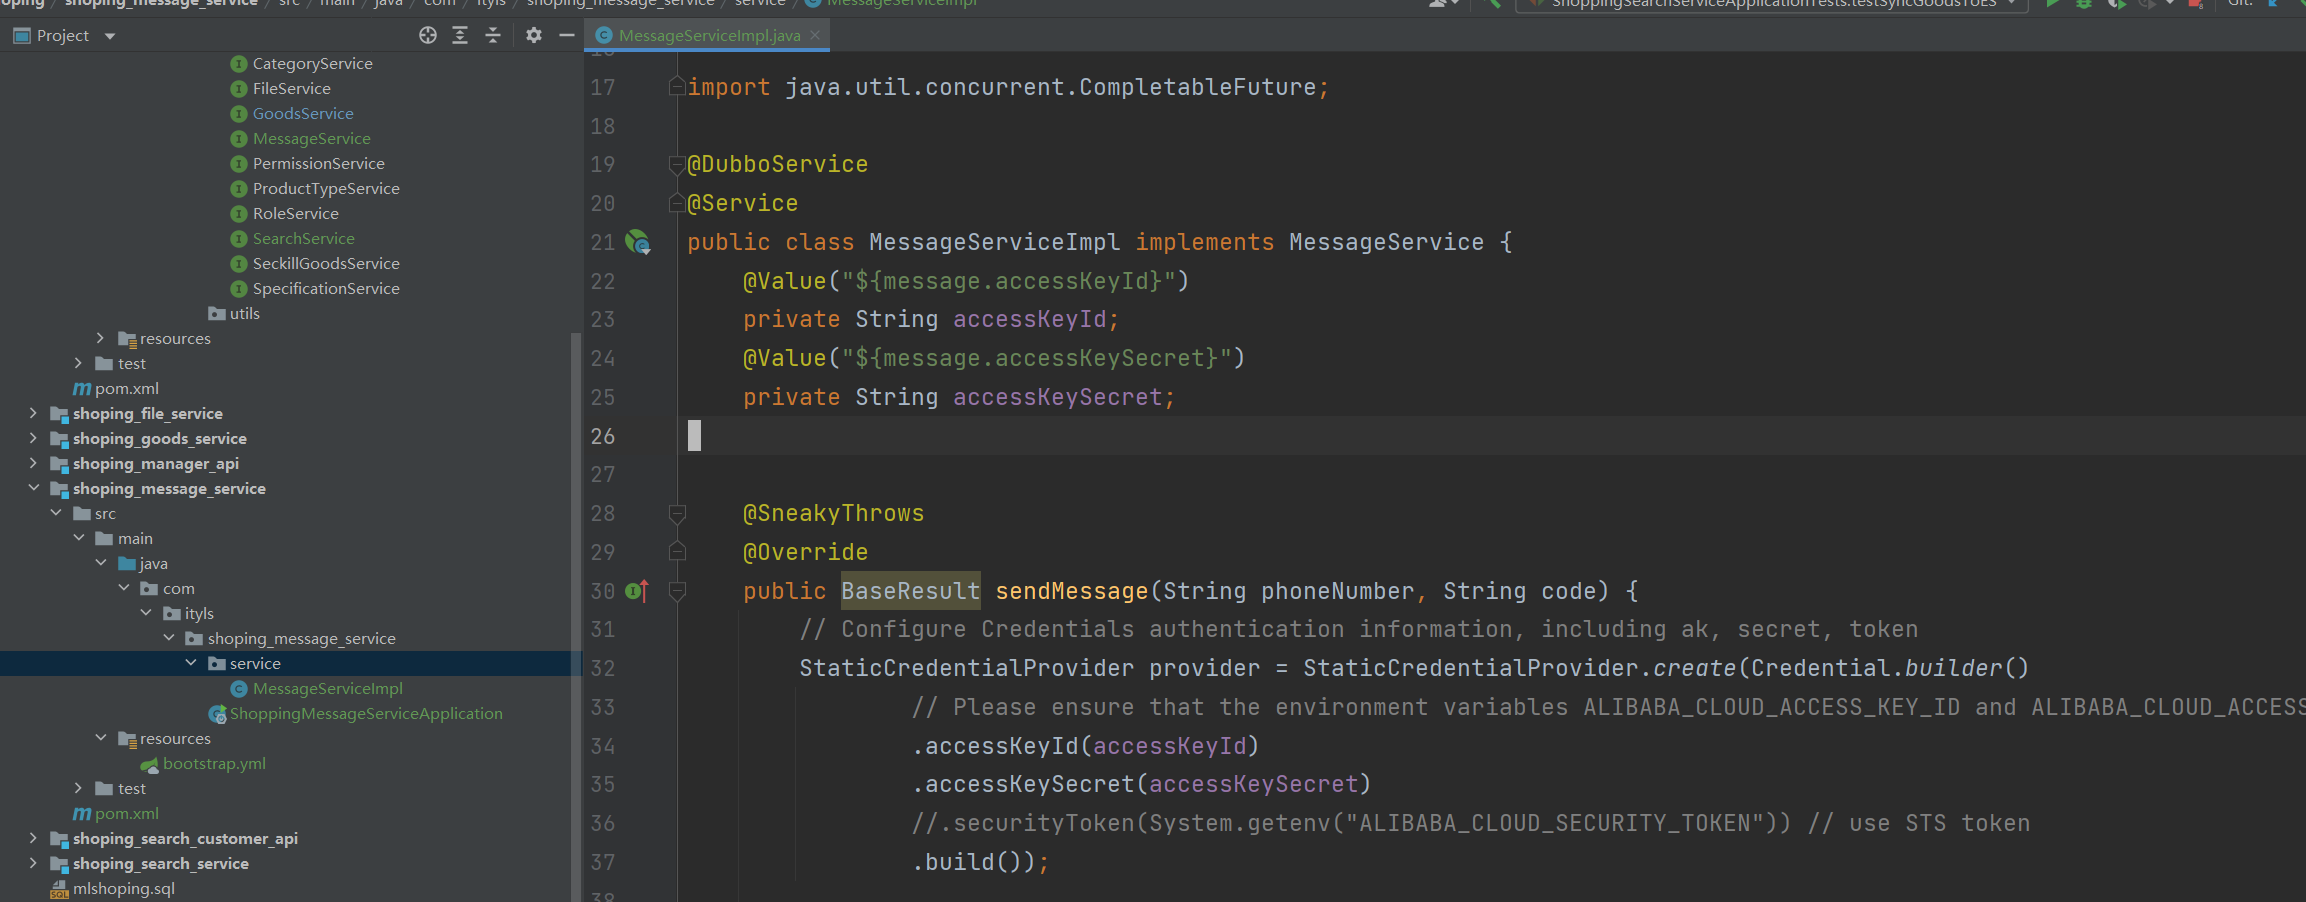 shoping_message_service / src / main / java / com / ityls / shoping_message_service / service / MessageServiceImpl
ShoppingSearchServiceApplicationTests.testSyncGoodsToES
Git:
Project
MessageServiceImpl.java
CategoryService
FileService
GoodsService
MessageService
PermissionService
ProductTypeService
RoleService
SearchService
SeckillGoodsService
SpecificationService
utils
resources
test
pom.xml
shoping_file_service
shoping_goods_service
shoping_manager_api
shoping_message_service
src
main
java
com
ityls
shoping_message_service
service
MessageServiceImpl
ShoppingMessageServiceApplication
resources
bootstrap.yml
test
pom.xml
shoping_search_customer_api
shoping_search_service
mlshoping.sql
17 import java.util.concurrent.CompletableFuture;
18
19 @DubboService
20 @Service
21 public class MessageServiceImpl implements MessageService {
22 @Value("${message.accessKeyId}")
23 private String accessKeyId;
24 @Value("${message.accessKeySecret}")
25 private String accessKeySecret;
26
27
28 @SneakyThrows
29 @Override
30 public BaseResult sendMessage(String phoneNumber, String code) {
31 // Configure Credentials authentication information, including ak, secret, token
32 StaticCredentialProvider provider = StaticCredentialProvider.create(Credential.builder()
33 // Please ensure that the environment variables ALIBABA_CLOUD_ACCESS_KEY_ID and ALIBABA_CLOUD_ACCESS
34 .accessKeyId(accessKeyId)
35 .accessKeySecret(accessKeySecret)
36 //.securityToken(System.getenv("ALIBABA_CLOUD_SECURITY_TOKEN")) // use STS token
37 .build());
38